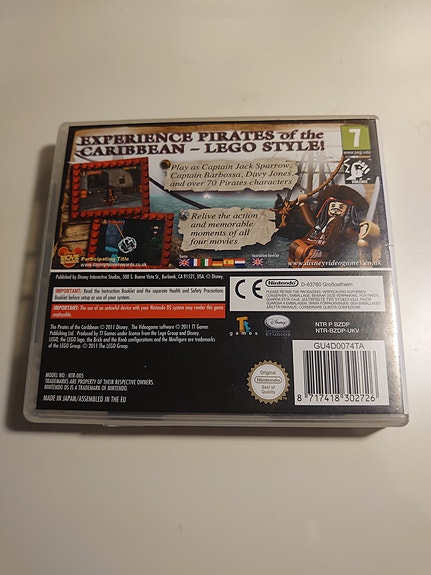 EXPERIENCE PIRATES of the
CARIBBEAN – LEGO STYLE!
7
www.pegi.info
Play as Captain Jack Sparrow,
Captain Barbossa, Davy Jones,
and over 70 Pirates characters
VIOLENCE
Relive the action
and memorable
moments of all
four movies
Participating Title
www.disneymovierewards.co.uk
www.disneyvideogames.co.uk
Published by Disney Interactive Studios, 500 S. Buena Vista St., Burbank, CA 91521, USA © Disney
IMPORTANT: Read the Instruction Booklet and the separate Health and Safety Precautions
Booklet before setup or use of your system.
IMPORTANT: The use of an unlawful device with your Nintendo DS system may render this game
unplayable.
CE
Nintendo
D-63760 Großostheim
The Pirates of the Caribbean © 2011 Disney. The Videogame software © 2011 TT Games
Publishing Ltd. Produced by TT Games under license from the Lego Group and Disney.
LEGO, the LEGO logo, the Brick and the Knob configurations and the Minifigure are trademarks
of the LEGO Group. © 2011 The LEGO Group.
Tt
games
Disney
STUDIOS
NTR P BZDP
NTR-BZDP-UKV
GU4D0074TA
8 717418 302726
MODEL NO.: NTR-005
TRADEMARKS ARE PROPERTY OF THEIR RESPECTIVE OWNERS.
NINTENDO DS IS A TRADEMARK OF NINTENDO.
MADE IN JAPAN/ASSEMBLED IN THE EU
Original
Nintendo
Seal of
Quality